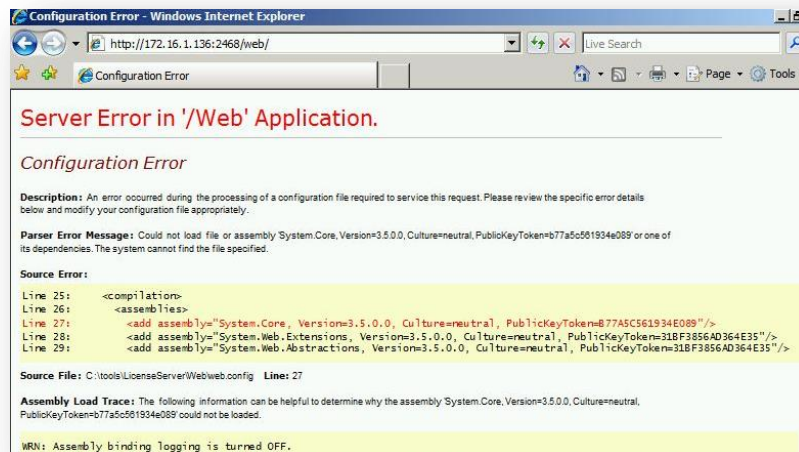 Configuration Error - Windows Internet Explorer
http://172.16.1.136:2468/web/
Live Search
Configuration Error
Page
Tools
Server Error in '/Web' Application.
Configuration Error
Description: An error occurred during the processing of a configuration file required to service this request. Please review the specific error details
below and modify your configuration file appropriately.
Parser Error Message: Could not load file or assembly 'System.Core, Version=3.5.0.0, Culture=neutral, PublicKeyToken=b77a5c561934e089' or one of
its dependencies. The system cannot find the file specified.
Source Error:
Line 25: <compilation>
Line 26: <assemblies>
Line 27: <add assembly="System.Core, Version=3.5.0.0, Culture=neutral, PublicKeyToken=B77A5C561934E089"/>
Line 28: <add assembly="System.Web.Extensions, Version=3.5.0.0, Culture=neutral, PublicKeyToken=31BF3856AD364E35"/>
Line 29: <add assembly="System.Web.Abstractions, Version=3.5.0.0, Culture=neutral, PublicKeyToken=31BF3856AD364E35"/>
Source File: C:\tools\LicenseServer\Web\web.config Line: 27
Assembly Load Trace: The following information can be helpful to determine why the assembly 'System.Core, Version=3.5.0.0, Culture=neutral,
PublicKeyToken=b77a5c561934e089' could not be loaded.
WRN: Assembly binding logging is turned OFF.